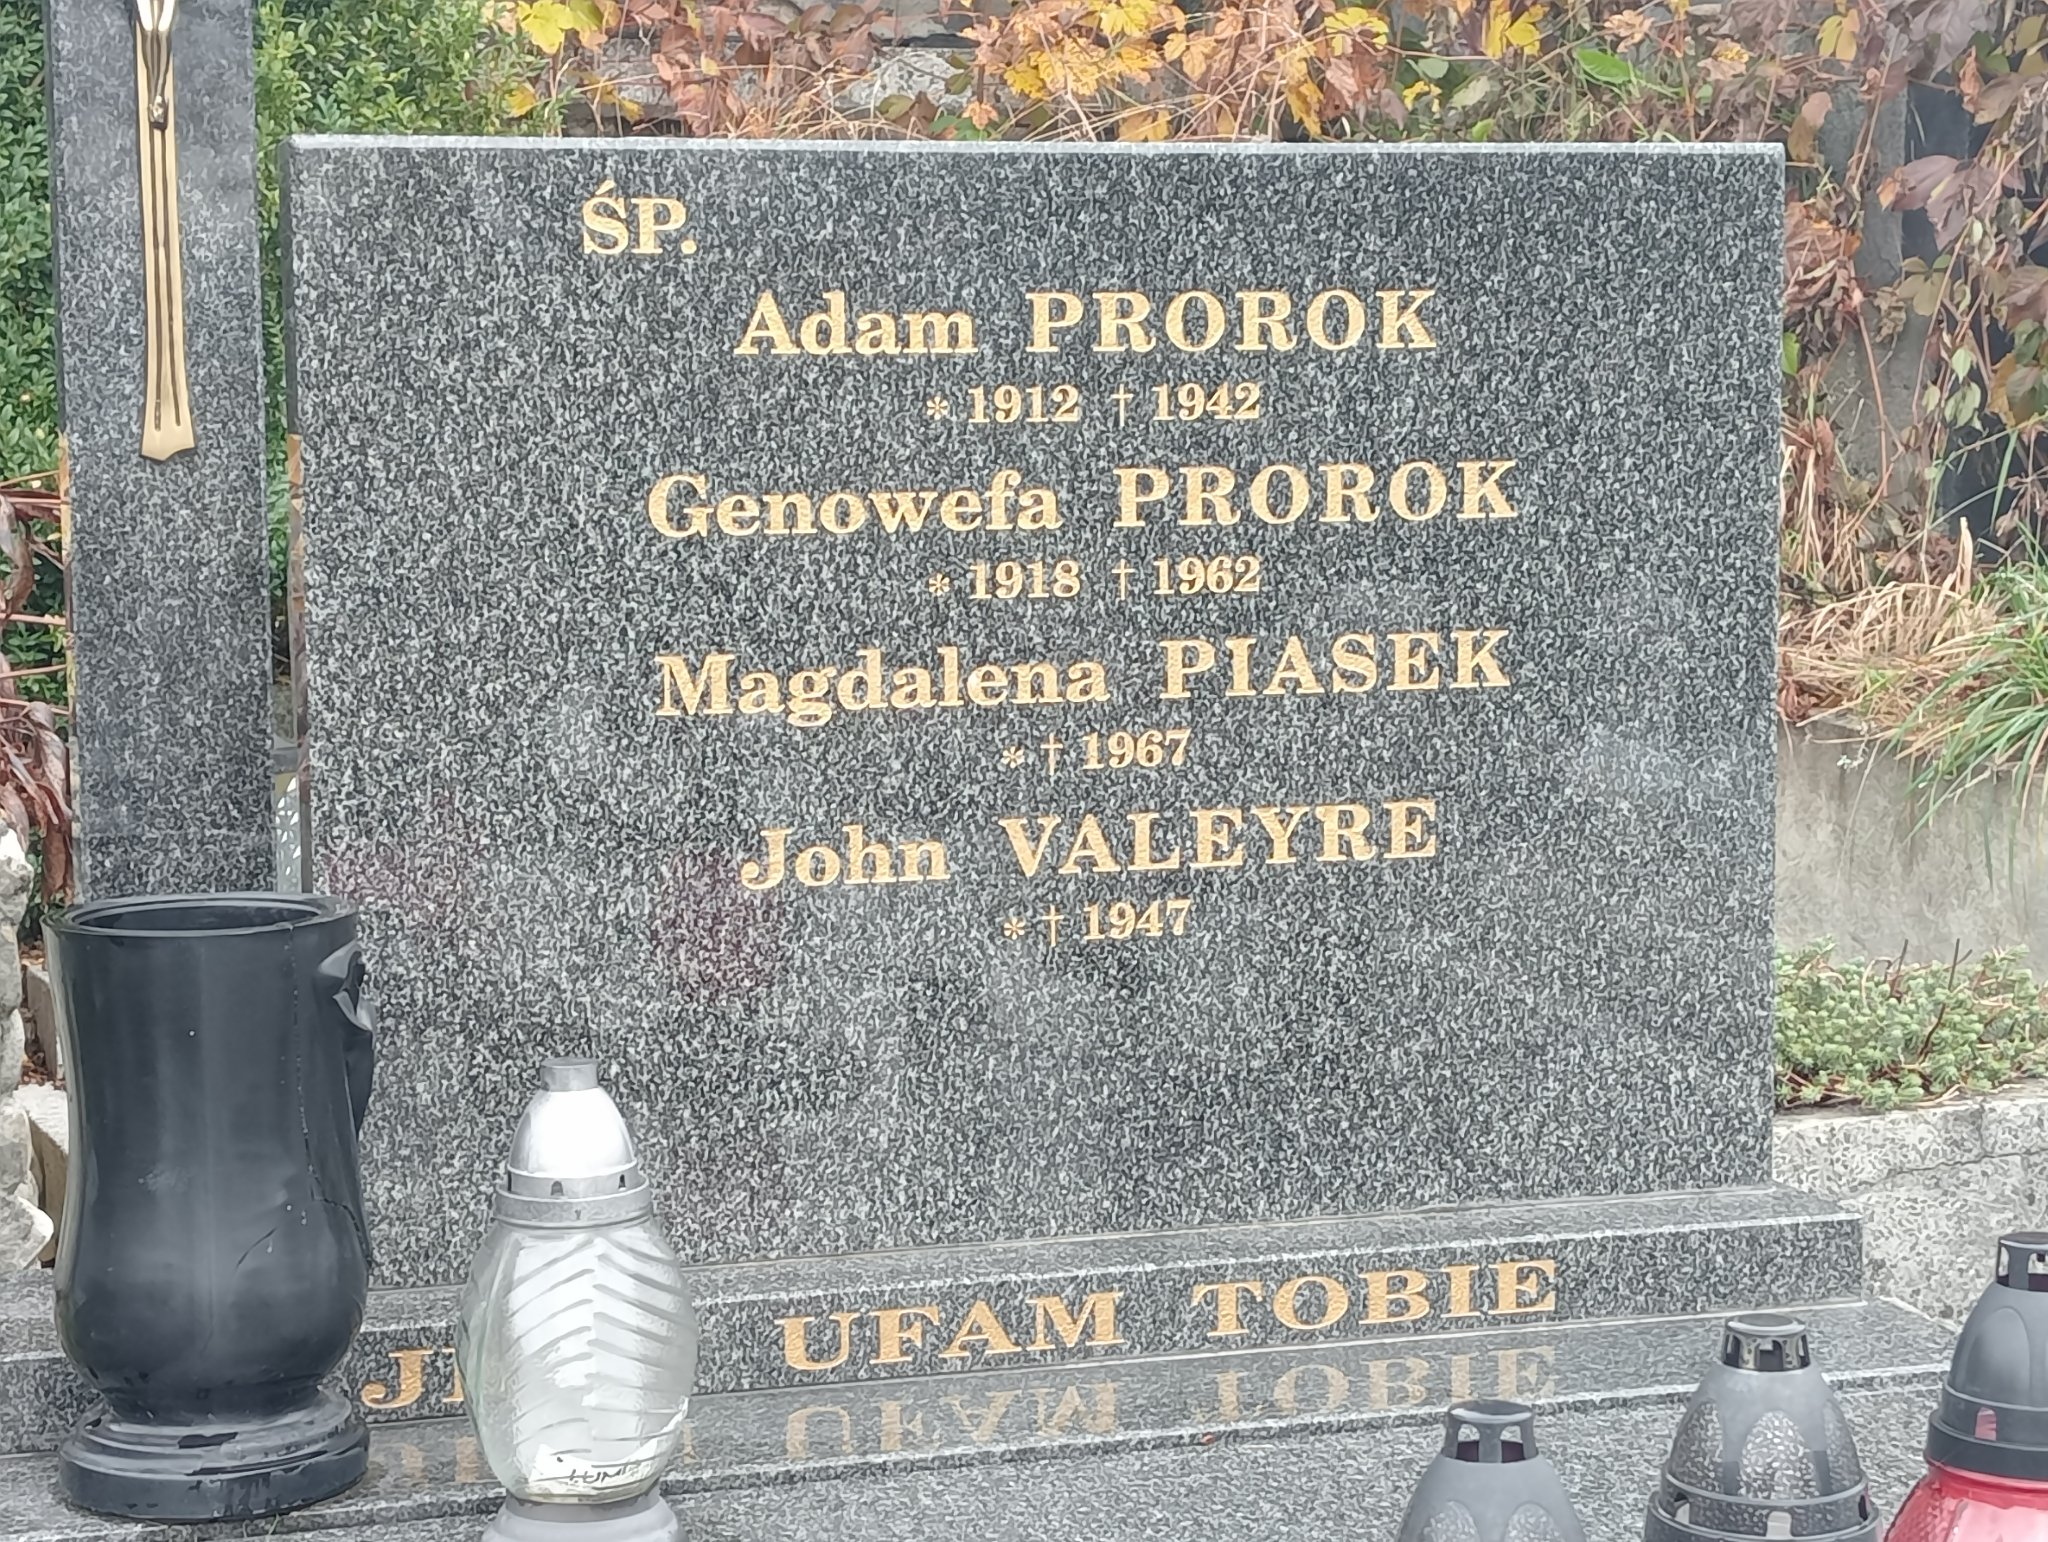 ŚP.
Adam PROROK
* 1912 † 1942
Genowefa PROROK
* 1918 † 1962
Magdalena PIASEK
* † 1967
John VALEYRE
* † 1947
UFAM TOBIE